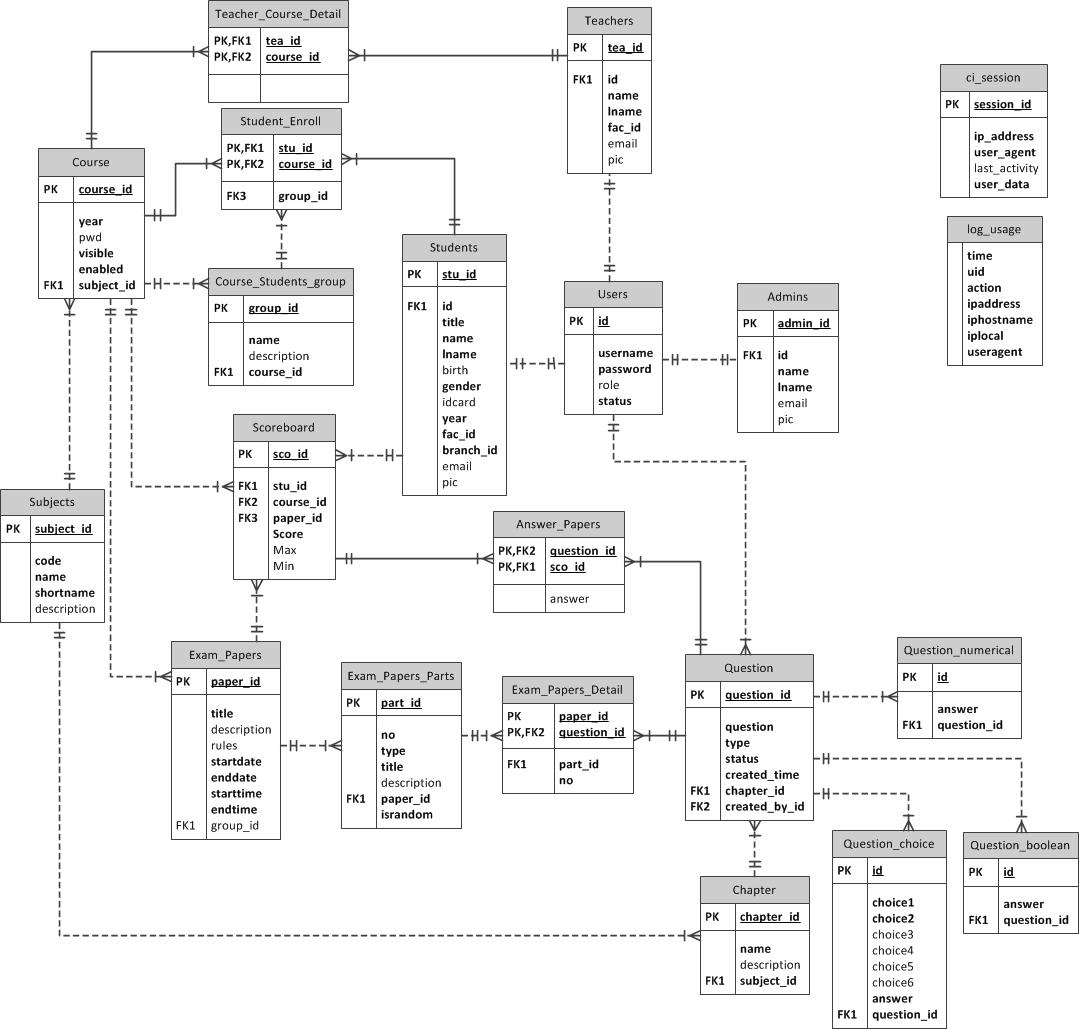 Teacher_Course_Detail
PK,FK1 tea_id
PK,FK2 course_id
Teachers
PK tea_id
FK1 id
name
lname
fac_id
email
pic
ci_session
PK session_id
ip_address
user_agent
last_activity
user_data
Student_Enroll
PK,FK1 stu_id
PK,FK2 course_id
FK3 group_id
Course
PK course_id
year
pwd
visible
enabled
FK1 subject_id
log_usage
time
uid
action
ipaddress
iphostname
iplocal
useragent
Students
PK stu_id
FK1 id
title
name
lname
birth
gender
idcard
year
fac_id
branch_id
email
pic
Course_Students_group
PK group_id
name
description
FK1 course_id
Users
PK id
username
password
role
status
Admins
PK admin_id
FK1 id
name
lname
email
pic
Scoreboard
PK sco_id
FK1 stu_id
FK2 course_id
FK3 paper_id
Score
Max
Min
Subjects
PK subject_id
code
name
shortname
description
Answer_Papers
PK,FK2 question_id
PK,FK1 sco_id
answer
Exam_Papers
PK paper_id
title
description
rules
startdate
enddate
starttime
endtime
FK1 group_id
Exam_Papers_Parts
PK part_id
no
type
title
description
FK1 paper_id
israndom
Exam_Papers_Detail
PK paper_id
PK,FK2 question_id
FK1 part_id
no
Question
PK question_id
question
type
status
created_time
FK1 chapter_id
FK2 created_by_id
Question_numerical
PK id
answer
FK1 question_id
Question_choice
PK id
choice1
choice2
choice3
choice4
choice5
choice6
answer
FK1 question_id
Question_boolean
PK id
answer
FK1 question_id
Chapter
PK chapter_id
name
description
FK1 subject_id